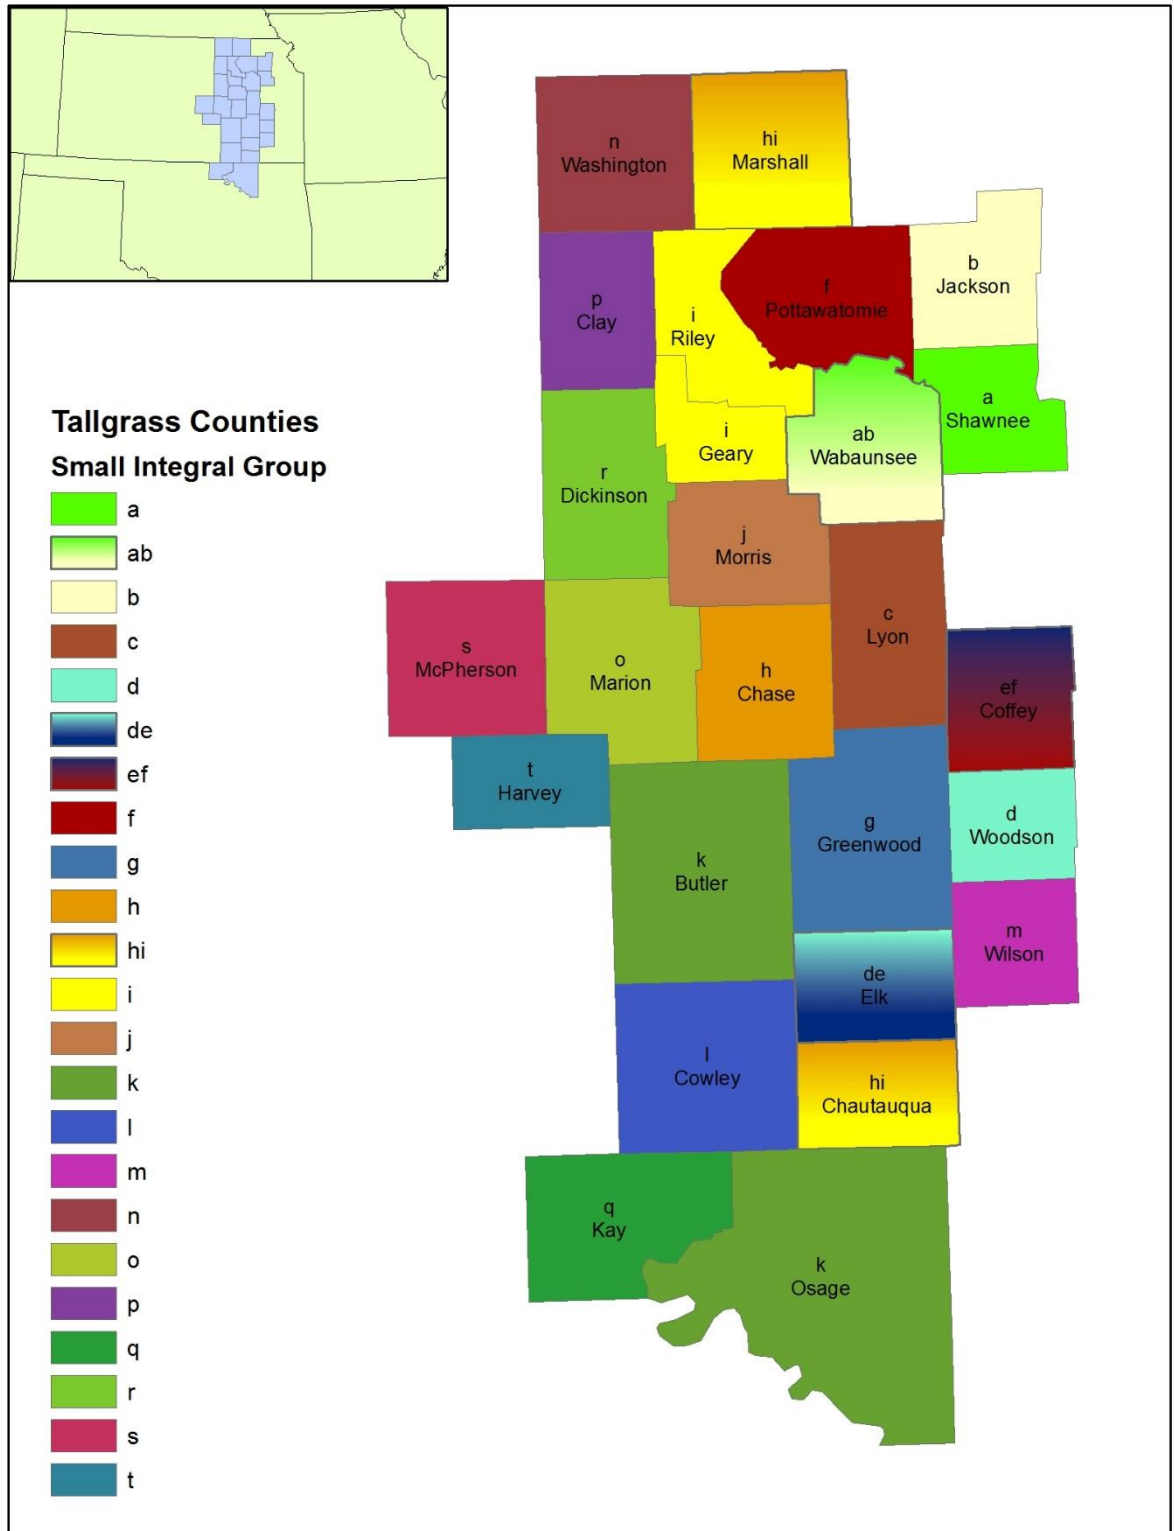 n
Washington
hi
Marshall
b
Jackson
p
Clay
i
Riley
f
Pottawatomie
a
Shawnee
ab
Wabaunsee
i
Geary
r
Dickinson
j
Morris
c
Lyon
s
McPherson
o
Marion
h
Chase
ef
Coffey
t
Harvey
g
Greenwood
d
Woodson
k
Butler
m
Wilson
de
Elk
l
Cowley
hi
Chautauqua
q
Kay
k
Osage
Tallgrass Counties
Small Integral Group
a
ab
b
c
d
de
ef
f
g
h
hi
i
j
k
l
m
n
o
p
q
r
s
t